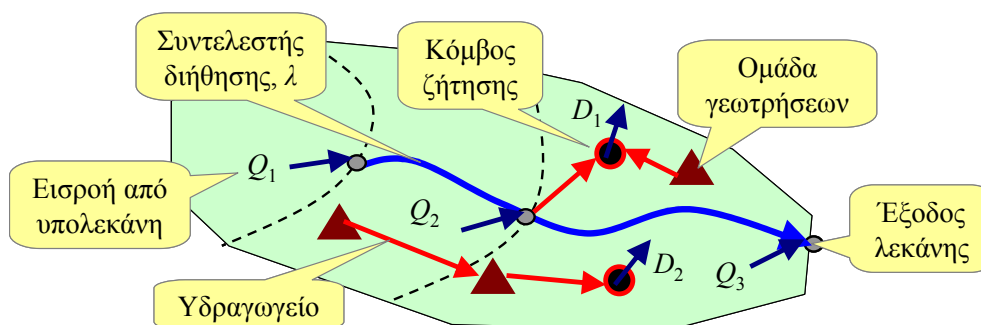 Συντελεστής
διήθησης, λ
Κόμβος
ζήτησης
Ομάδα
γεωτρήσεων
D1
Q1
Εισροή από
υπολεκάνη
Q2
Έξοδος
λεκάνης
D2
Q3
Υδραγωγείο